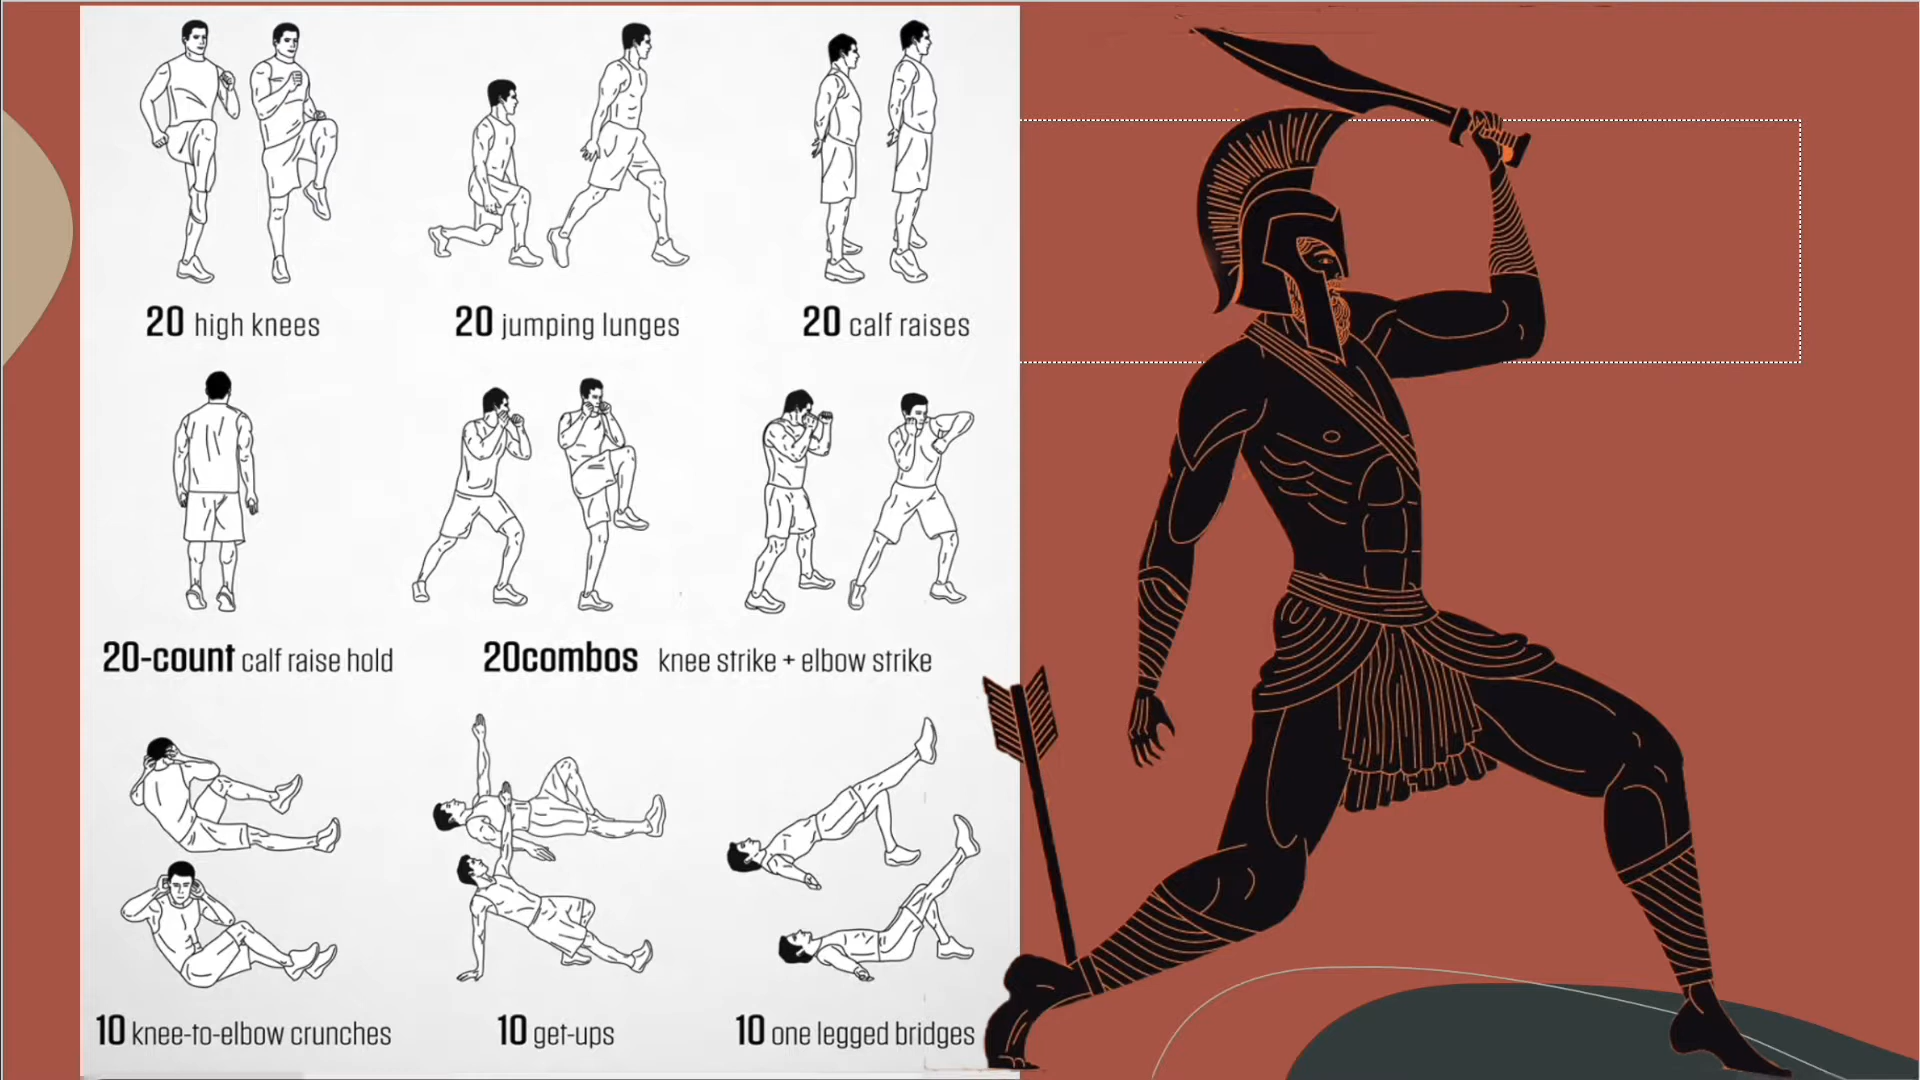 20 high knees
20 jumping lunges
20 calf raises
20-count calf raise hold
20combos knee strike + elbow strike
10 knee-to-elbow crunches
10 get-ups
10 one legged bridges